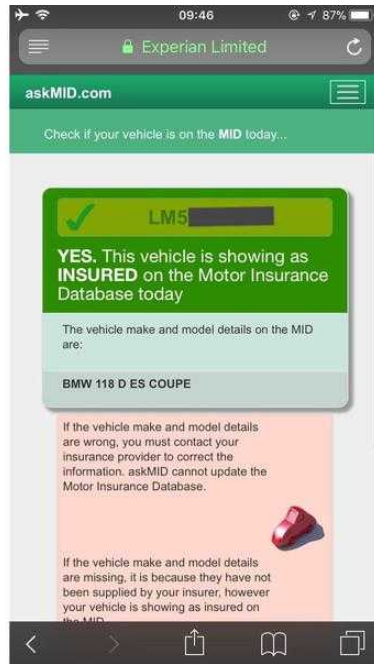 09:46
87%
Experian Limited
askMID.com
Check if your vehicle is on the MID today...
LM5
YES. This vehicle is showing as
INSURED on the Motor Insurance
Database today
The vehicle make and model details on the MID
are:
BMW 118 D ES COUPE
If the vehicle make and model details
are wrong, you must contact your
insurance provider to correct the
information. askMID cannot update the
Motor Insurance Database.
If the vehicle make and model details
are missing, it is because they have not
been supplied by your insurer, however
your vehicle is showing as insured on
the MID